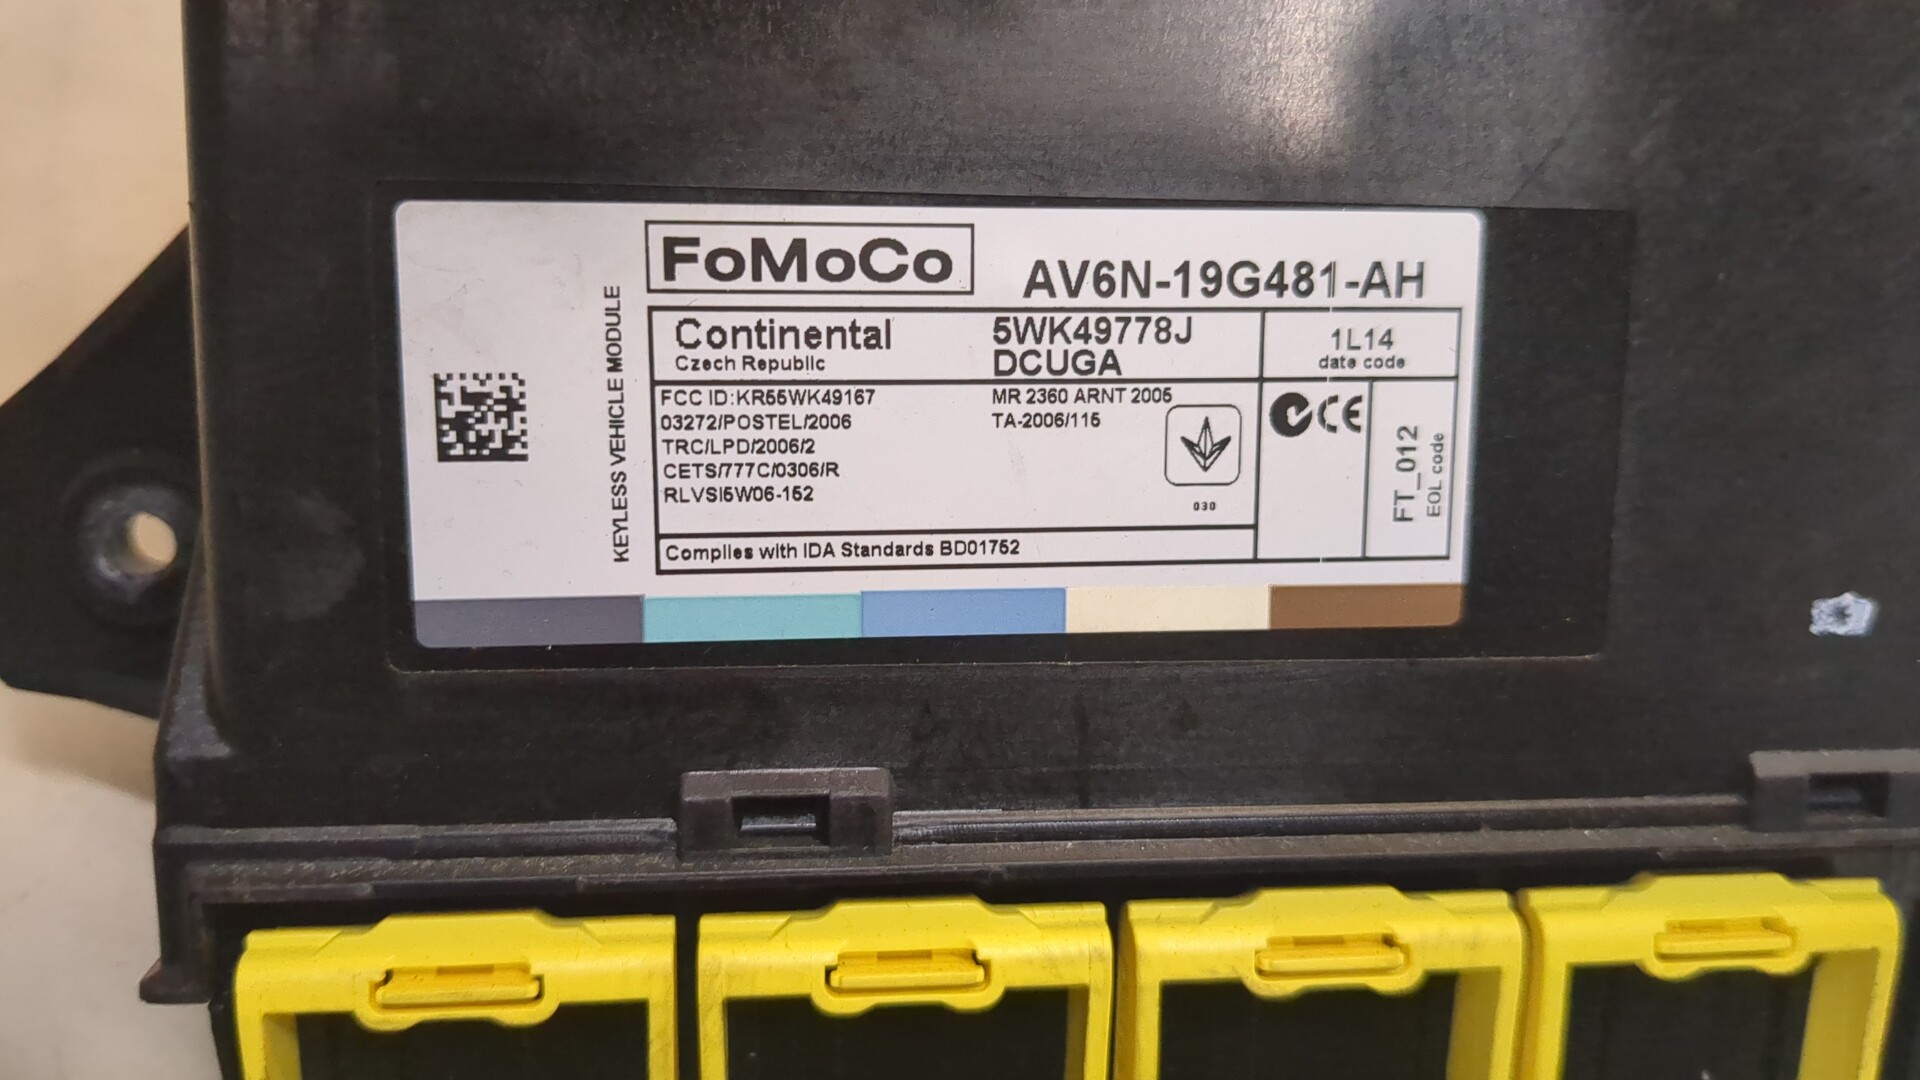 FoMoCo
AV6N-19G481-AH
KEYLESS VEHICLE MODULE
Continental
Czech Republic
5WK49778J
DCUGA
1L14
date code
FCC ID:KR55WK49167
03272/POSTEL/2006
TRC/LPD/2006/2
CETS/777C/0306/R
RLVSI5W06-152
MR 2360 ARNT 2005
TA-2006/115
030
CE
FT_012
EOL code
Complies with IDA Standards BD01752